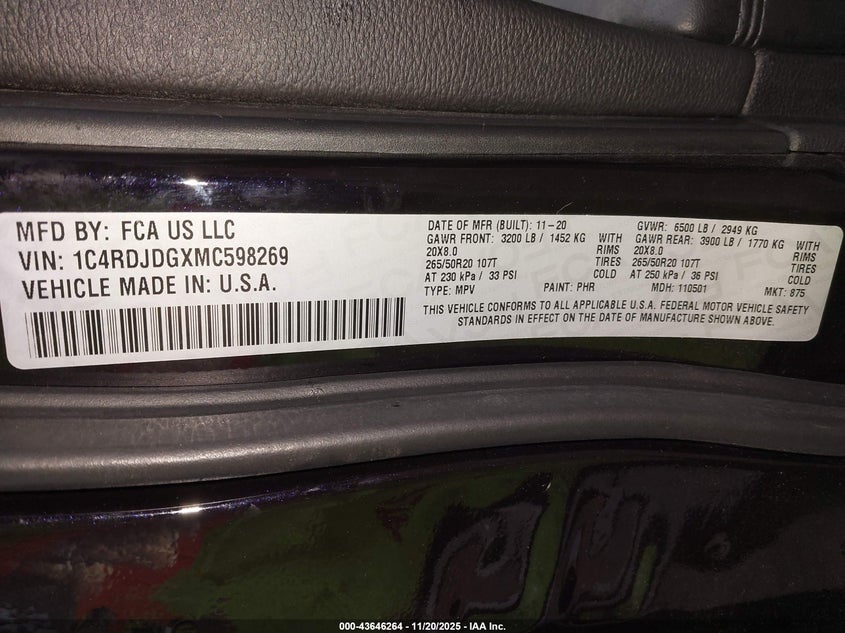 MFD BY: FCA US LLC
VIN: 1C4RDJDGXMC598269
VEHICLE MADE IN: U.S.A.
DATE OF MFR (BUILT): 11-20 GVWR: 6500 LB / 2949 KG
GAWR FRONT: 3200 LB / 1452 KG WITH GAWR REAR: 3900 LB / 1770 KG WITH
20X8.0 RIMS 20X8.0 RIMS
265/50R20 107T TIRES 265/50R20 107T TIRES
AT 230 kPa / 33 PSI COLD AT 250 kPa / 36 PSI COLD
TYPE: MPV PAINT: PHR MDH: 110501 MKT: 875
THIS VEHICLE CONFORMS TO ALL APPLICABLE U.S.A. FEDERAL MOTOR VEHICLE SAFETY
STANDARDS IN EFFECT ON THE DATE OF MANUFACTURE SHOWN ABOVE.
000-43646264 - 11/20/2025 - IAA Inc.